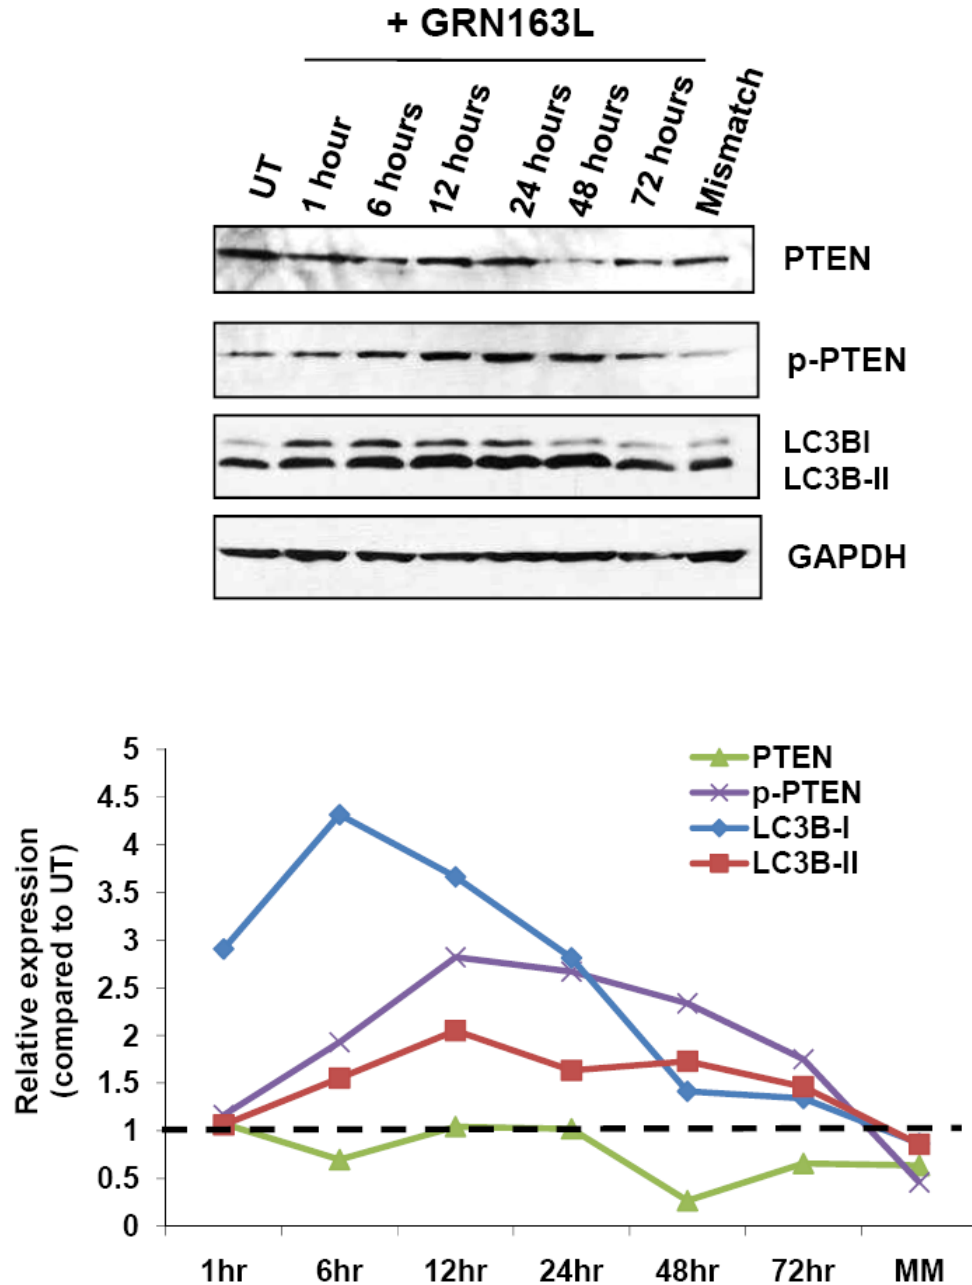 + GRN163L
UT
1 hour
6 hours
12 hours
24 hours
48 hours
72 hours
Mismatch
PTEN
p-PTEN
LC3BI
LC3B-II
GAPDH
5
4.5
4
3.5
3
2.5
2
1.5
1
0.5
0
Relative expression
(compared to UT)
PTEN
p-PTEN
LC3B-I
LC3B-II
1hr 6hr 12hr 24hr 48hr 72hr MM